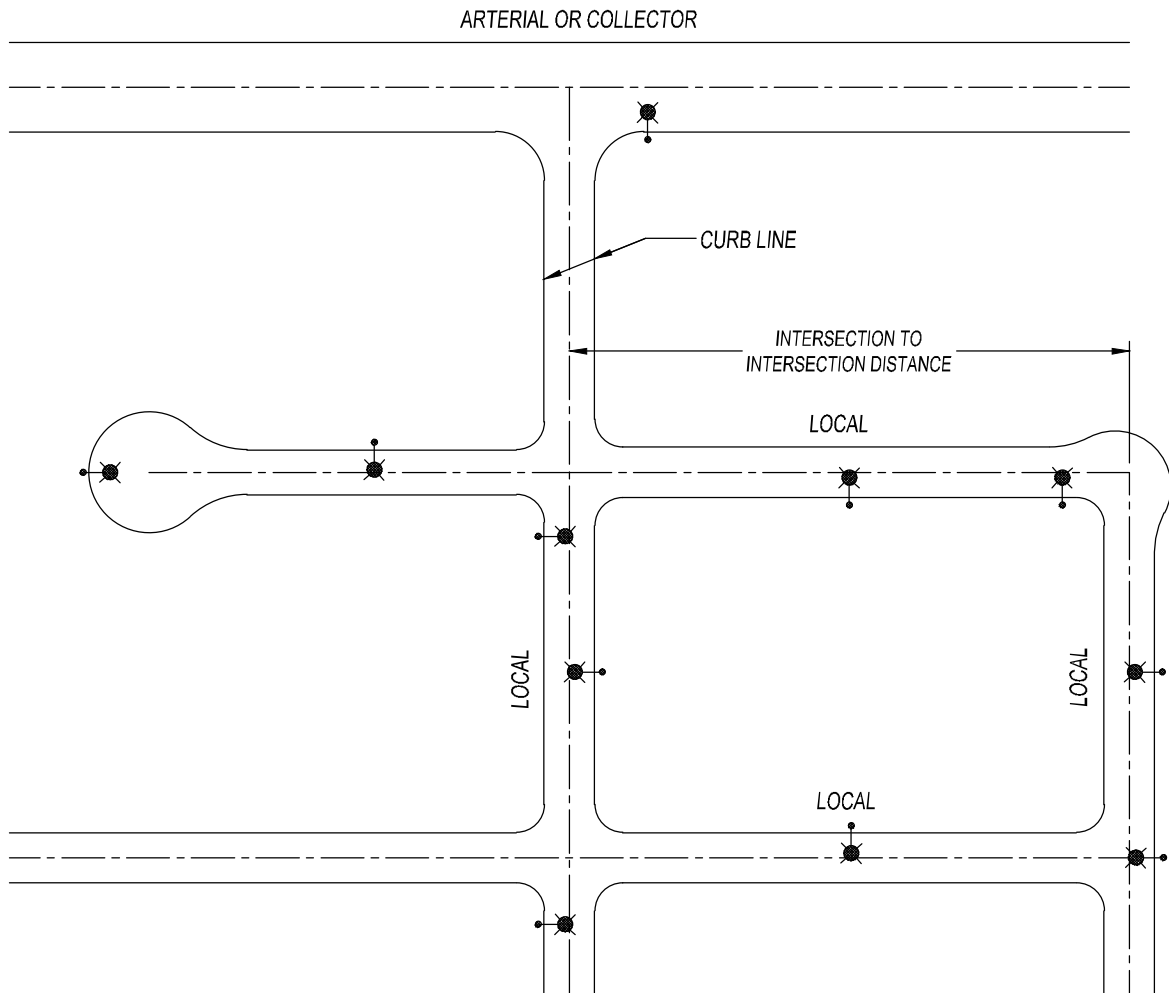 ARTERIAL OR COLLECTOR
CURB LINE
INTERSECTION TO
INTERSECTION DISTANCE
LOCAL
LOCAL
LOCAL
LOCAL